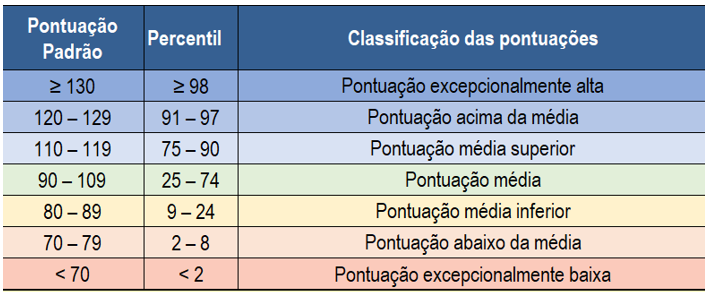 Pontuação Padrão Percentil Classificação das pontuações
≥ 130 ≥ 98 Pontuação excepcionalmente alta
120 – 129 91 – 97 Pontuação acima da média
110 – 119 75 – 90 Pontuação média superior
90 – 109 25 – 74 Pontuação média
80 – 89 9 – 24 Pontuação média inferior
70 – 79 2 – 8 Pontuação abaixo da média
< 70 < 2 Pontuação excepcionalmente baixa